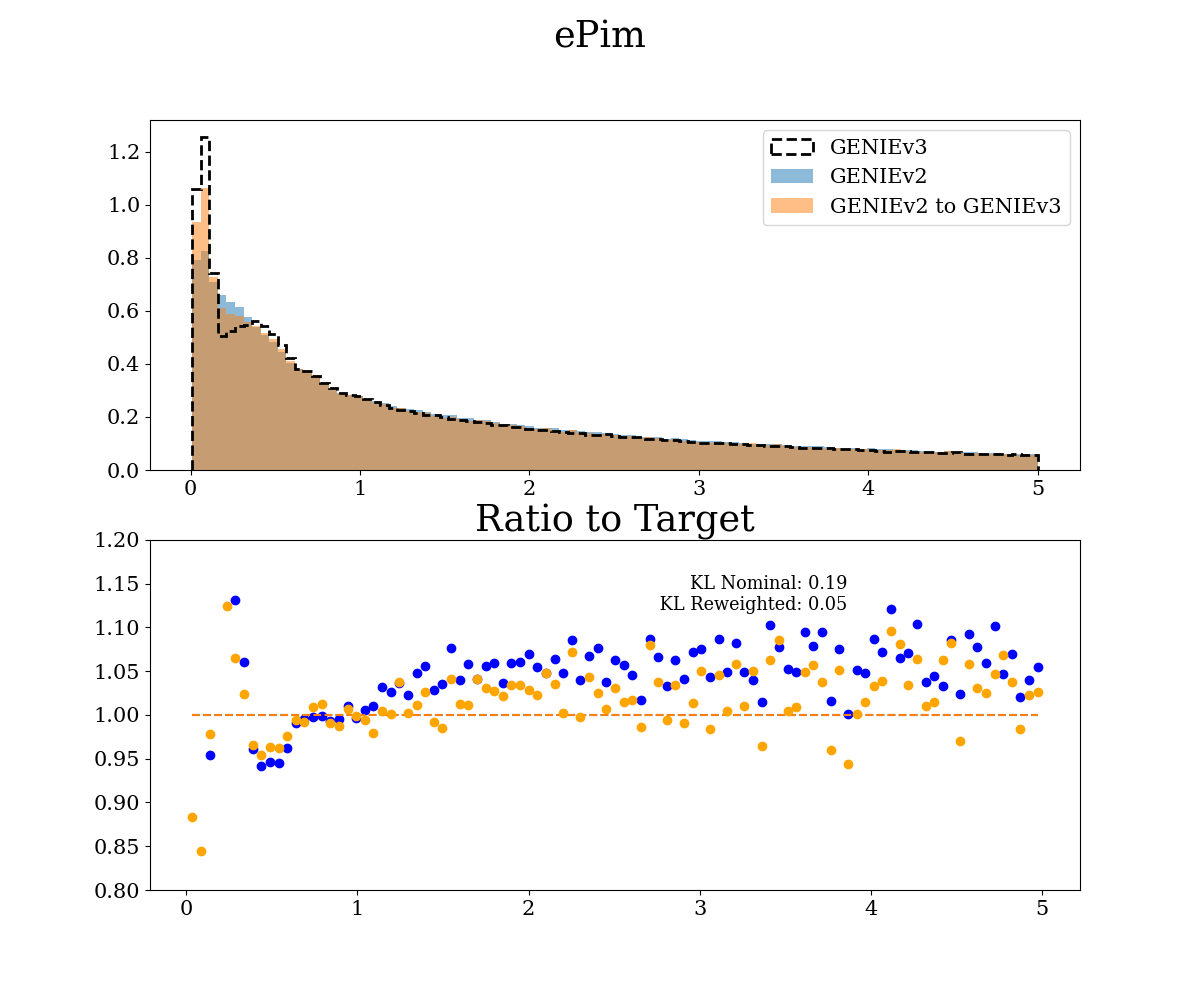 ePim
1.2
1.0
0.8
0.6
0.4
0.2
0.0
GENIEv3
GENIEv2
GENIEv2 to GENIEv3
0 1 2 3 4 5
Ratio to Target
1.20
1.15
1.10
1.05
1.00
0.95
0.90
0.85
0.80
KL Nominal: 0.19
KL Reweighted: 0.05
0 1 2 3 4 5